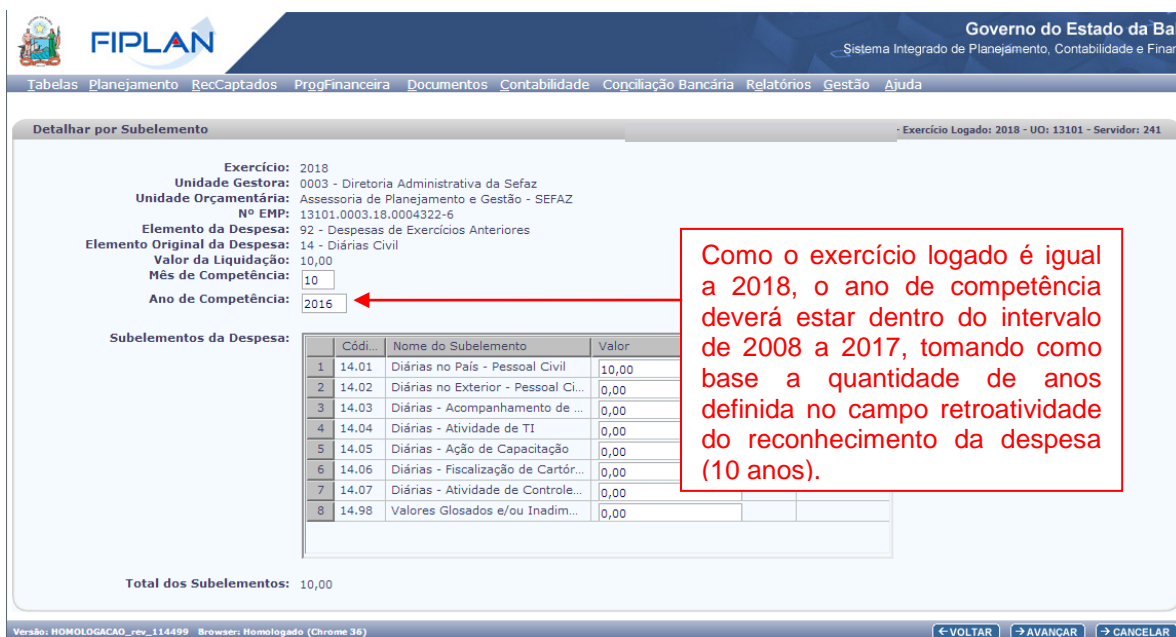 FIPLAN
Governo do Estado da Ba
Sistema Integrado de Planejamento, Contabilidade e Finan
Tabelas Planejamento RecCaptados ProgFinanceira Documentos Contabilidade Conciliação Bancária Relatórios Gestão Ajuda
Detalhar por Subelemento - Exercício Logado: 2018 - UO: 13101 - Servidor: 241
Exercício: 2018
Unidade Gestora: 0003 - Diretoria Administrativa da Sefaz
Unidade Orçamentária: Assessoria de Planejamento e Gestão - SEFAZ
Nº EMP: 13101.0003.18.0004322-6
Elemento da Despesa: 92 - Despesas de Exercícios Anteriores
Elemento Original da Despesa: 14 - Diárias Civil
Valor da Liquidação: 10,00
Mês de Competência: 10
Ano de Competência: 2016
Como o exercício logado é igual
a 2018, o ano de competência
deverá estar dentro do intervalo
de 2008 a 2017, tomando como
base a quantidade de anos
definida no campo retroatividade
do reconhecimento da despesa
(10 anos).
Subelementos da Despesa:
Códi... Nome do Subelemento Valor
1 14.01 Diárias no País - Pessoal Civil 10,00
2 14.02 Diárias no Exterior - Pessoal Ci... 0,00
3 14.03 Diárias - Acompanhamento de ... 0,00
4 14.04 Diárias - Atividade de TI 0,00
5 14.05 Diárias - Ação de Capacitação 0,00
6 14.06 Diárias - Fiscalização de Cartór... 0,00
7 14.07 Diárias - Atividade de Controle... 0,00
8 14.98 Valores Glosados e/ou Inadim... 0,00
Total dos Subelementos: 10,00
Versão: HOMOLOGACAO_rev_114499 Browser: Homologado (Chrome 36) VOLTAR AVANÇAR CANCELAR